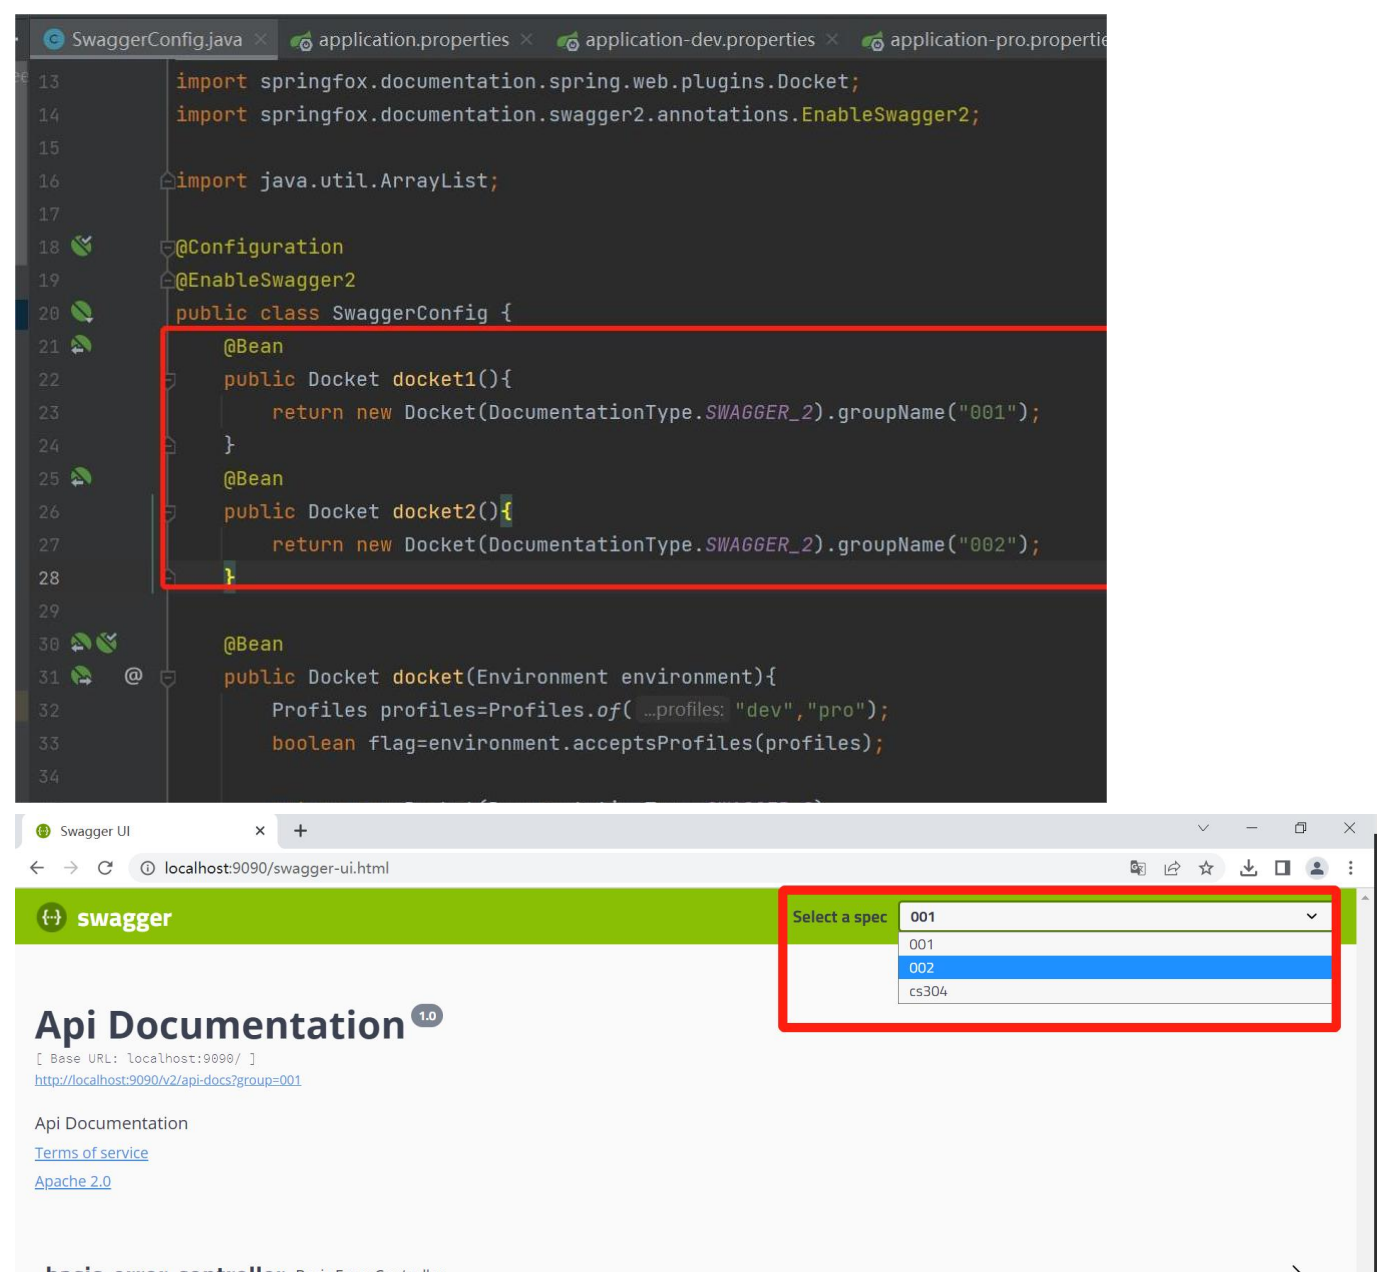 SwaggerConfig.java × application.properties × application-dev.properties × application-pro.propertie
13 import springfox.documentation.spring.web.plugins.Docket;
14 import springfox.documentation.swagger2.annotations.EnableSwagger2;
15
16 import java.util.ArrayList;
17
18 @Configuration
19 @EnableSwagger2
20 public class SwaggerConfig {
21 @Bean
22 public Docket docket1(){
23 return new Docket(DocumentationType.SWAGGER_2).groupName("001");
24 }
25 @Bean
26 public Docket docket2(){
27 return new Docket(DocumentationType.SWAGGER_2).groupName("002");
28 }
29
30 @Bean
31 @ public Docket docket(Environment environment){
32 Profiles profiles=Profiles.of( ...profiles: "dev","pro");
33 boolean flag=environment.acceptsProfiles(profiles);
34
Swagger UI
localhost:9090/swagger-ui.html
swagger
Select a spec 001
001
002
cs304
Api Documentation 1.0
[ Base URL: localhost:9090/ ]
http://localhost:9090/v2/api-docs?group=001
Api Documentation
Terms of service
Apache 2.0